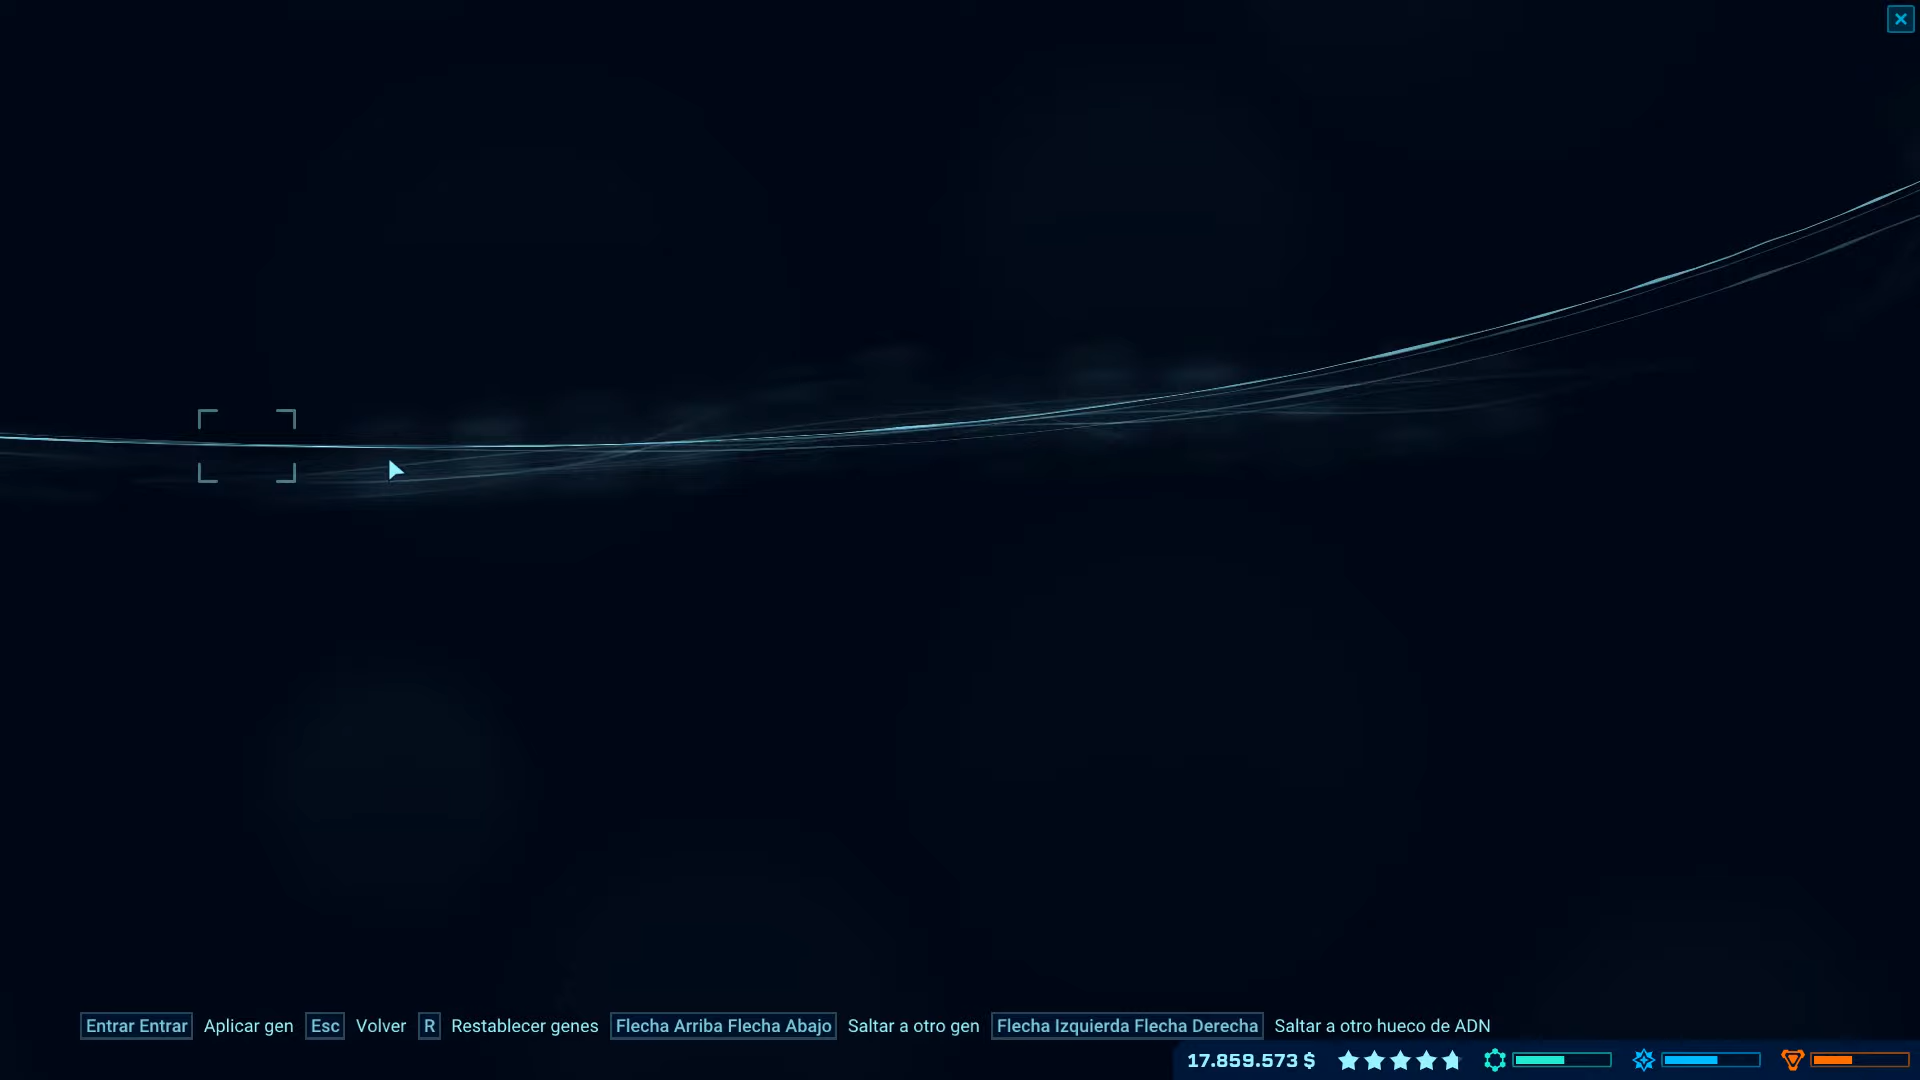 Entrar Entrar Aplicar gen Esc Volver R Restablecer genes Flecha Arriba Flecha Abajo Saltar a otro gen Flecha Izquierda Flecha Derecha Saltar a otro hueco de ADN
17.859.573 $